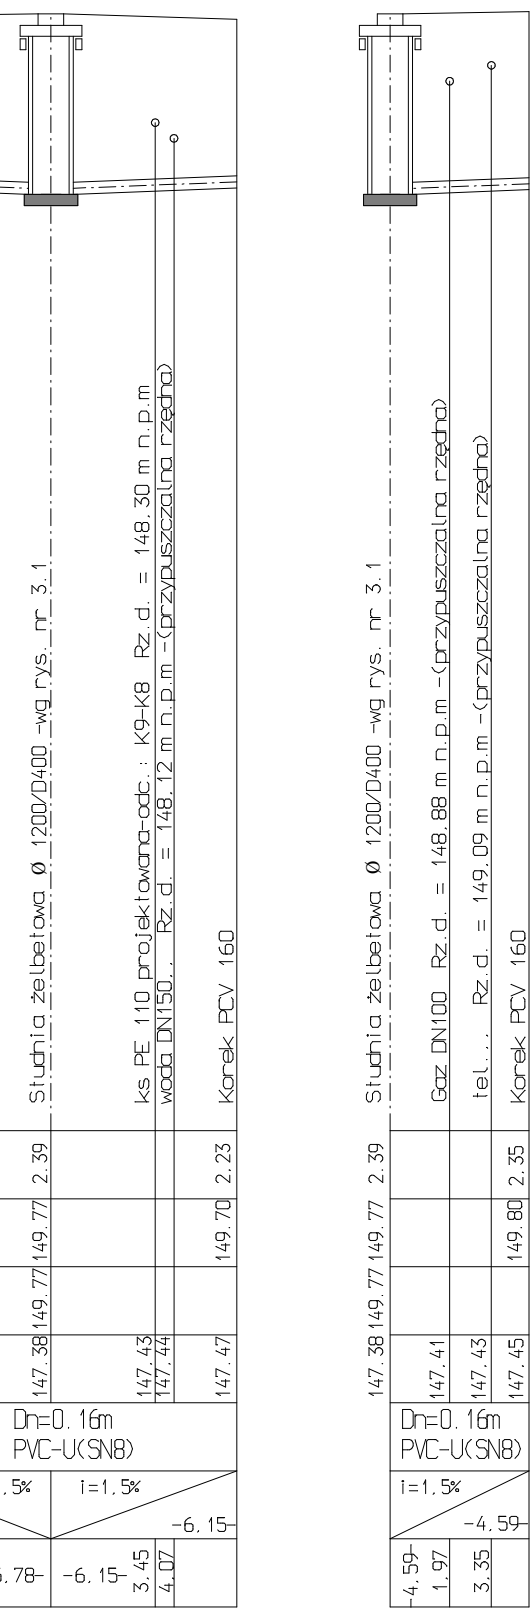 Studnia żelbetowa Ø 1200/D400 -wg rys. nr 3.1
ks PE 110 projektowana-odc.: K9-K8 Rz.d. = 148.30 m n.p.m
woda DN150.,. Rz.d. = 148.12 m n.p.m -(przypuszczalna rzędna)
Korek PCV 160
2.39
2.23
149.77
149.70
149.77
147.38
147.43
147.44
147.47
Dn=0.16m
PVC-U(SN8)
.5%
i=1.5%
-6.15-
.78-
-6.15-
3.45
4.07
Studnia żelbetowa Ø 1200/D400 -wg rys. nr 3.1
Gaz DN100 Rz.d. = 148.88 m n.p.m -(przypuszczalna rzędna)
tel.,. Rz.d. = 149.09 m n.p.m -(przypuszczalna rzędna)
Korek PCV 160
2.39
2.35
149.77
149.80
149.77
147.38
147.41
147.43
147.45
Dn=0.16m
PVC-U(SN8)
i=1.5%
-4.59-
-4.59-
1.97
3.35